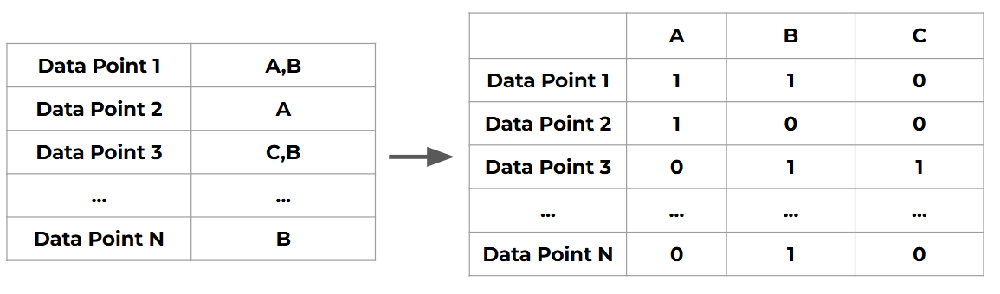 Data Point 1 A,B
Data Point 2 A
Data Point 3 C,B
... ...
Data Point N B
A B C
Data Point 1 1 1 0
Data Point 2 1 0 0
Data Point 3 0 1 1
... ... ... ...
Data Point N 0 1 0